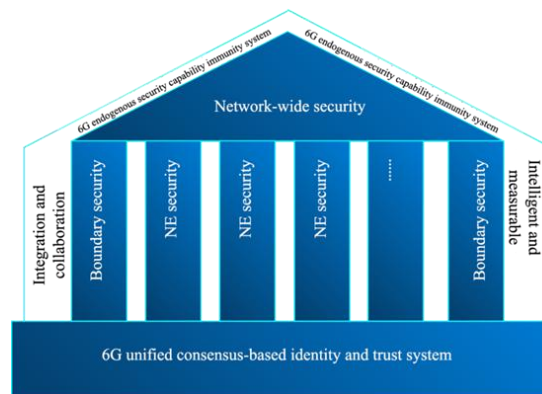 6G endogenous security capability immunity system
6G endogenous security capability immunity system
Network-wide security
Integration and
collaboration
Boundary security
NE security
NE security
NE security
......
Boundary security
Intelligent and
measurable
6G unified consensus-based identity and trust system